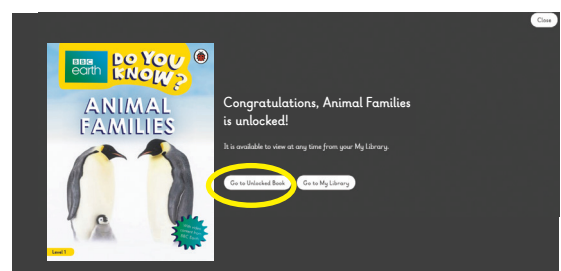 Close
BBC
earth
DO YOU
KNOW?
ANIMAL
FAMILIES
Level 1
Congratulations, Animal Families
is unlocked!
It is available to view at any time from your My Library.
Go to Unlocked Book
Go to My Library